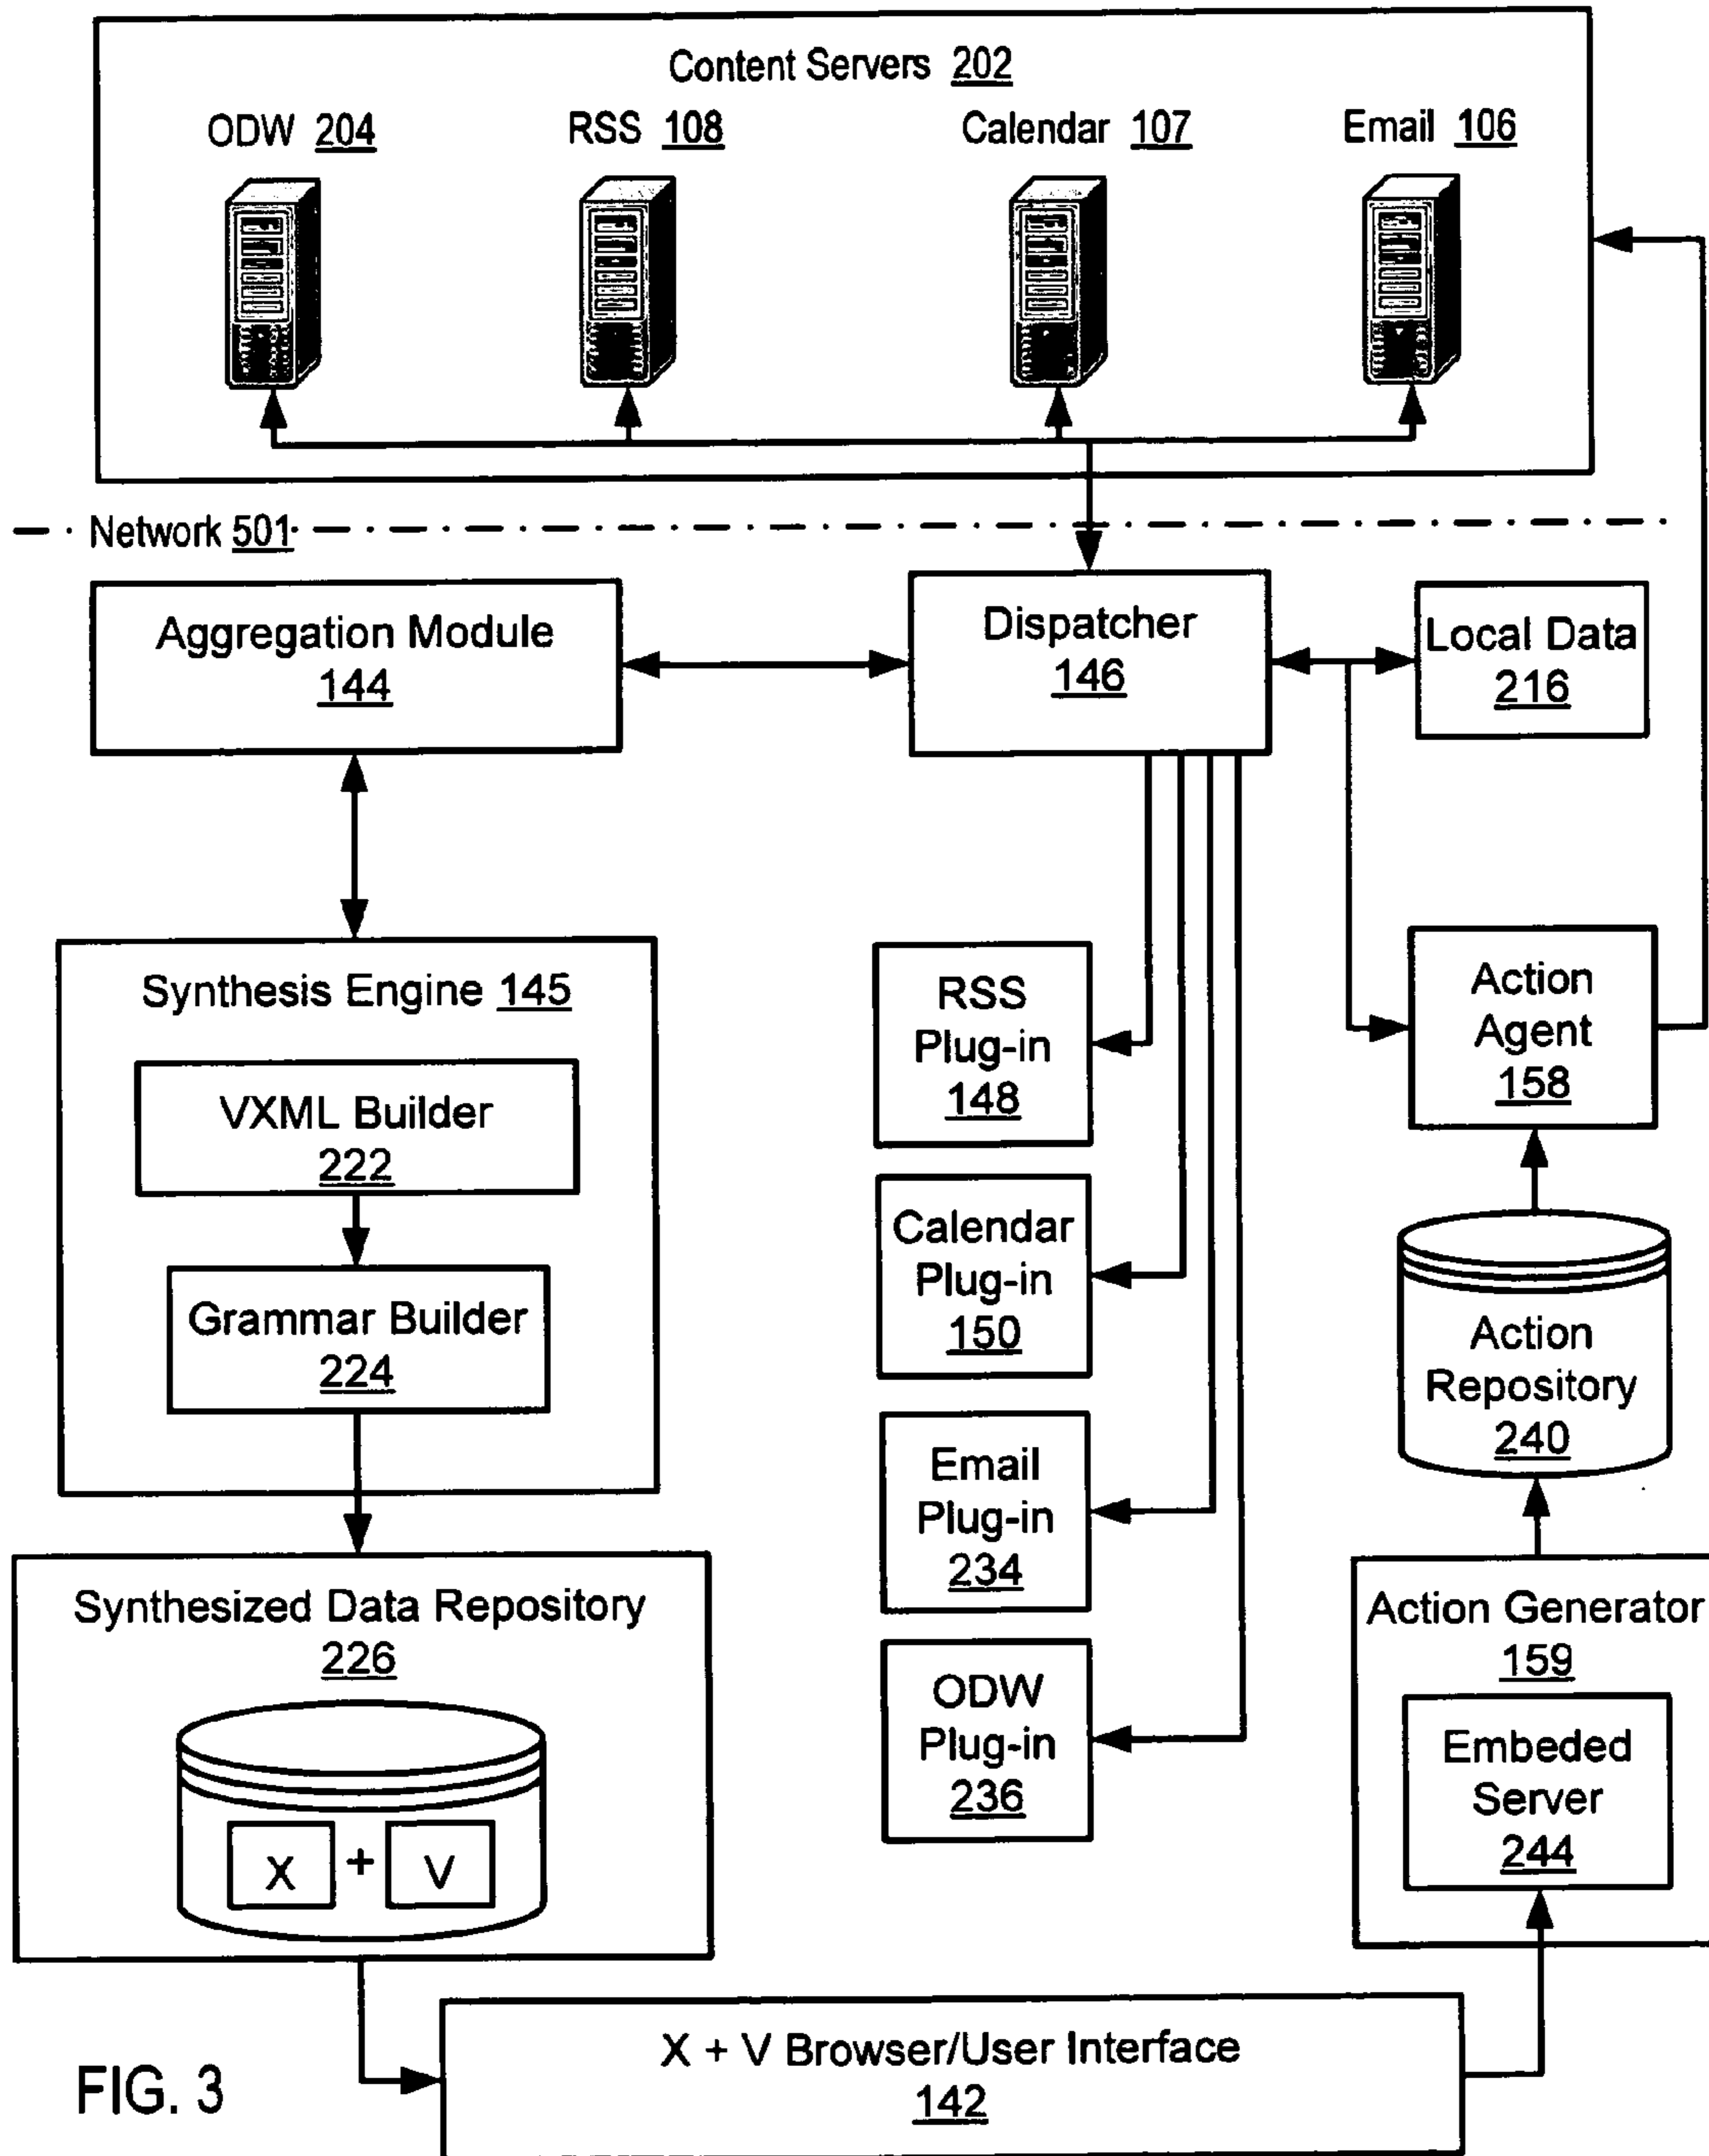 Content Servers 202
ODW 204
RSS 108
Calendar 107
Email 106
Network 501
Aggregation Module
144
Dispatcher
146
Local Data
216
Synthesis Engine 145
VXML Builder
222
Grammar Builder
224
RSS
Plug-in
148
Calendar
Plug-in
150
Email
Plug-in
234
ODW
Plug-in
236
Action
Agent
158
Action
Repository
240
Action Generator
159
Embeded
Server
244
Synthesized Data Repository
226
X + V
X + V Browser/User Interface
142
FIG. 3